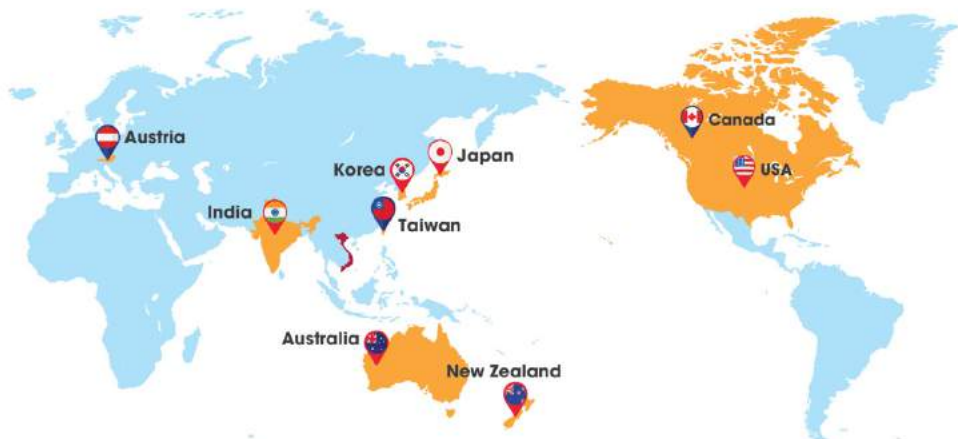 Austria
Canada
Korea
Japan
USA
India
Taiwan
Australia
New Zealand